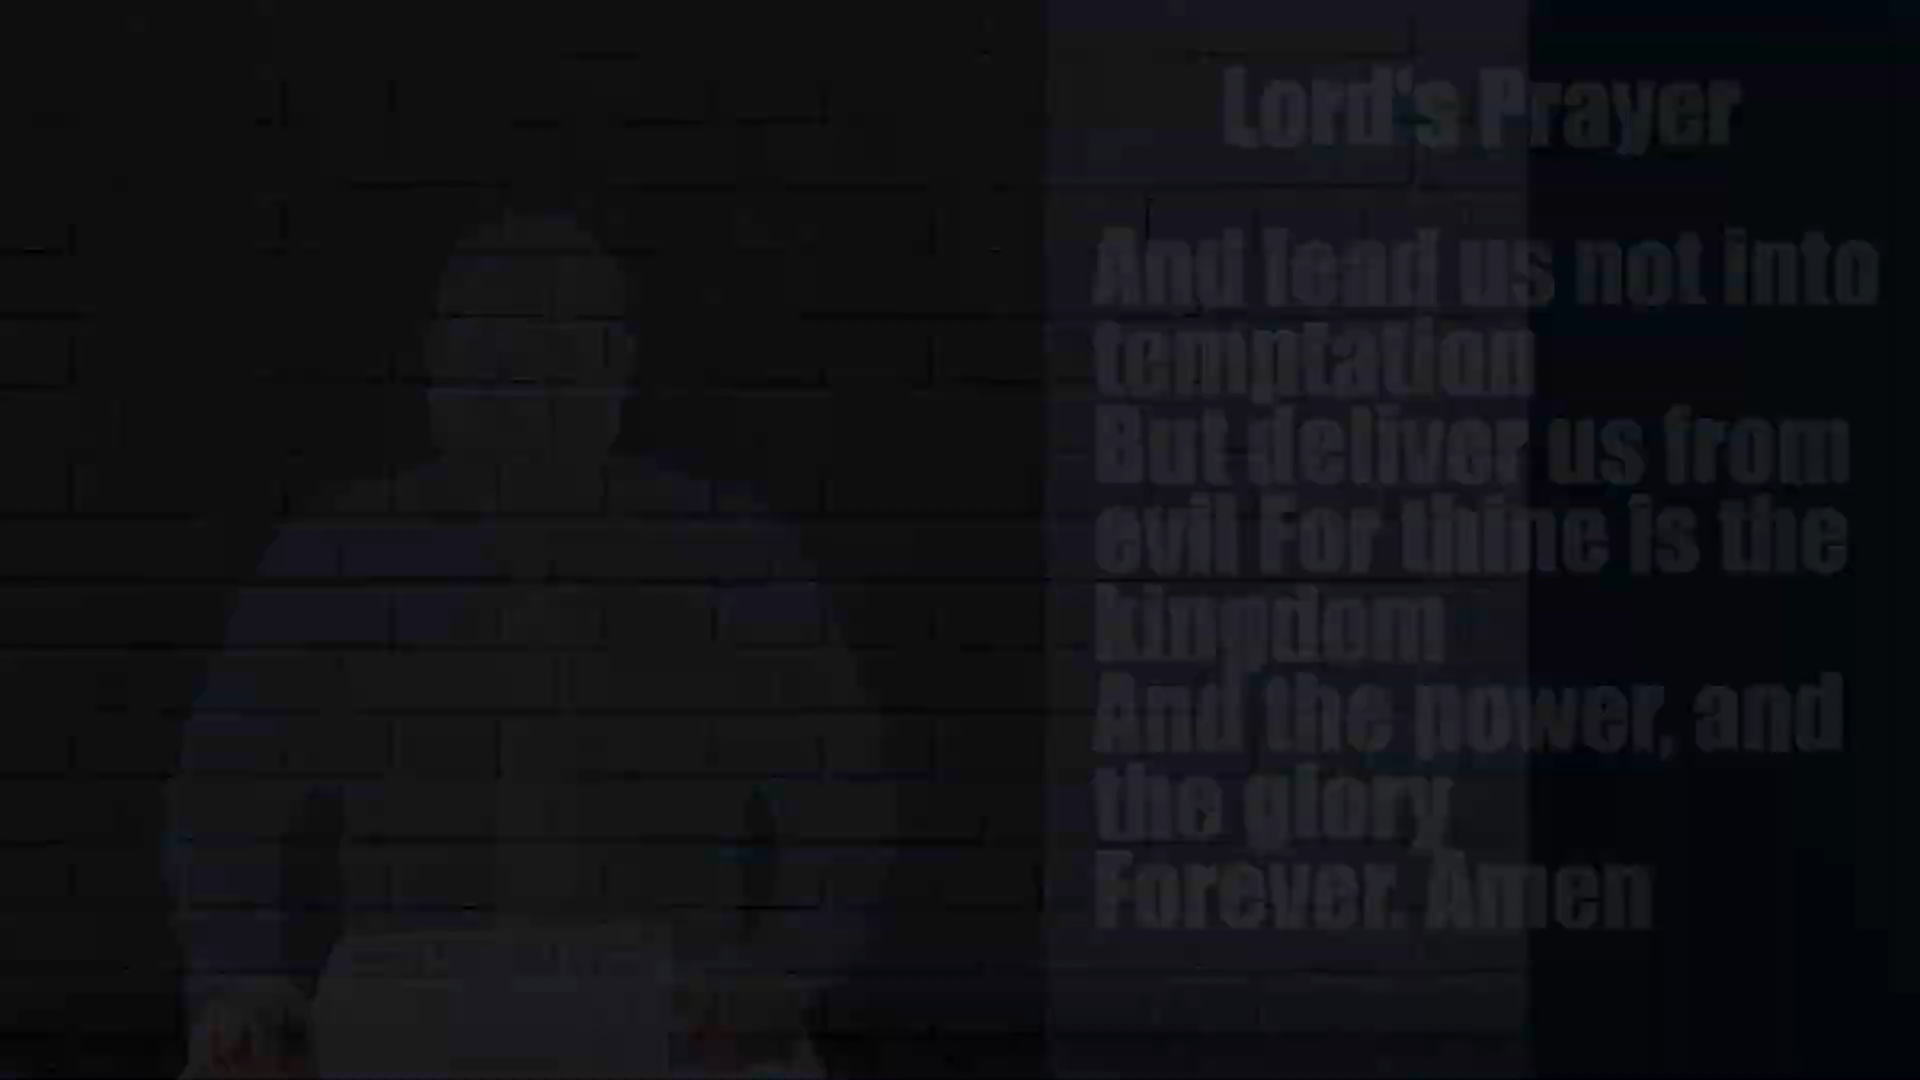 Lord's Prayer
And lead us not into
temptation
But deliver us from
evil For thine is the
kingdom
And the power, and
the glory
Forever. Amen